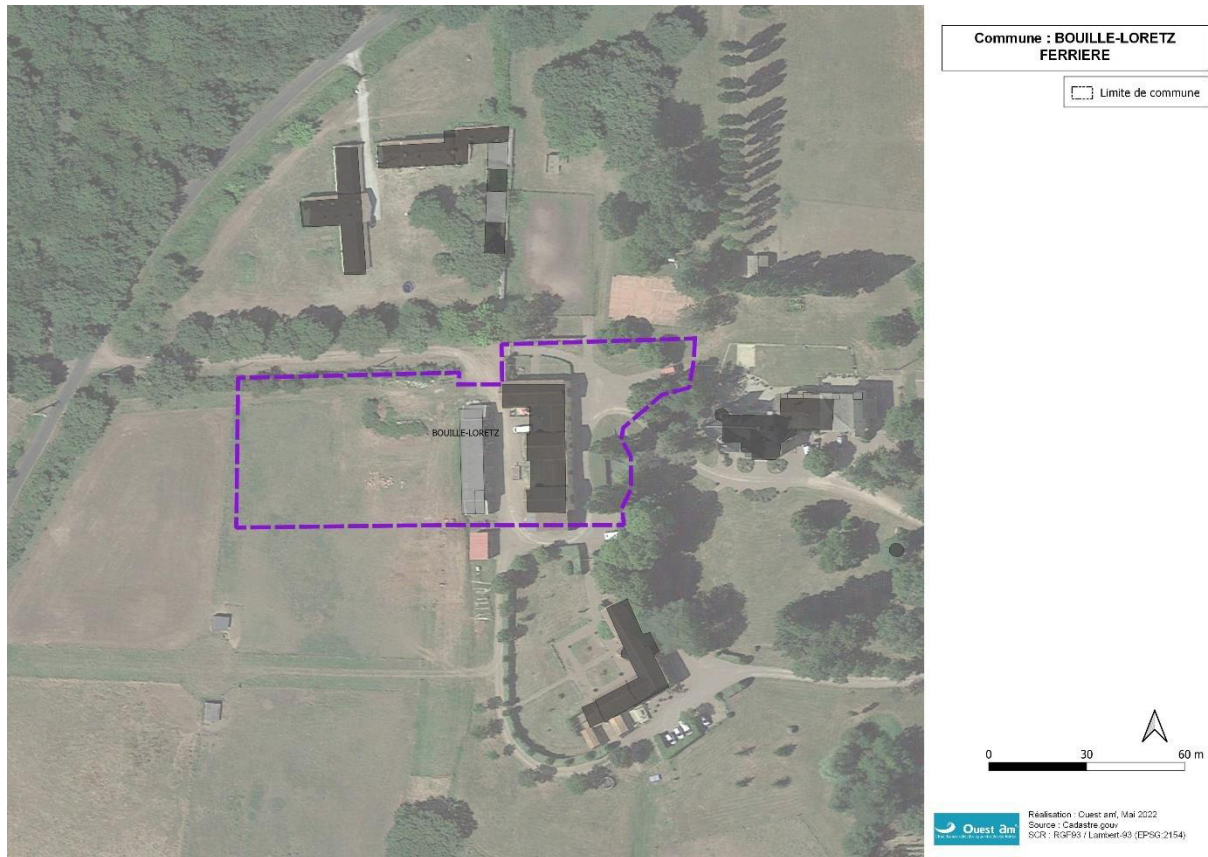 Commune : BOUILLE-LORETZ
FERRIERE
Limite de commune
BOUILLE-LORETZ
0 30 60 m
Ouest am'
Réalisation : Ouest am', Mai 2022
Source : Cadastre.gouv
SCR : RGF93 / Lambert-93 (EPSG:2154)